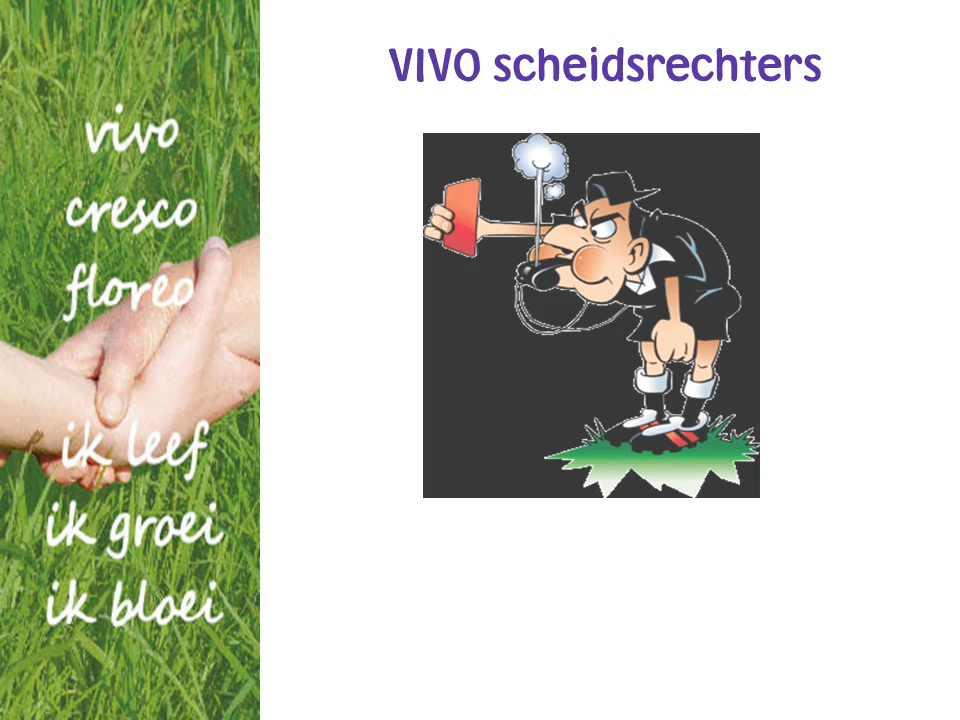 VIVO scheidsrechters
vivo
cresco
floreo
ik leef
ik groei
ik bloei